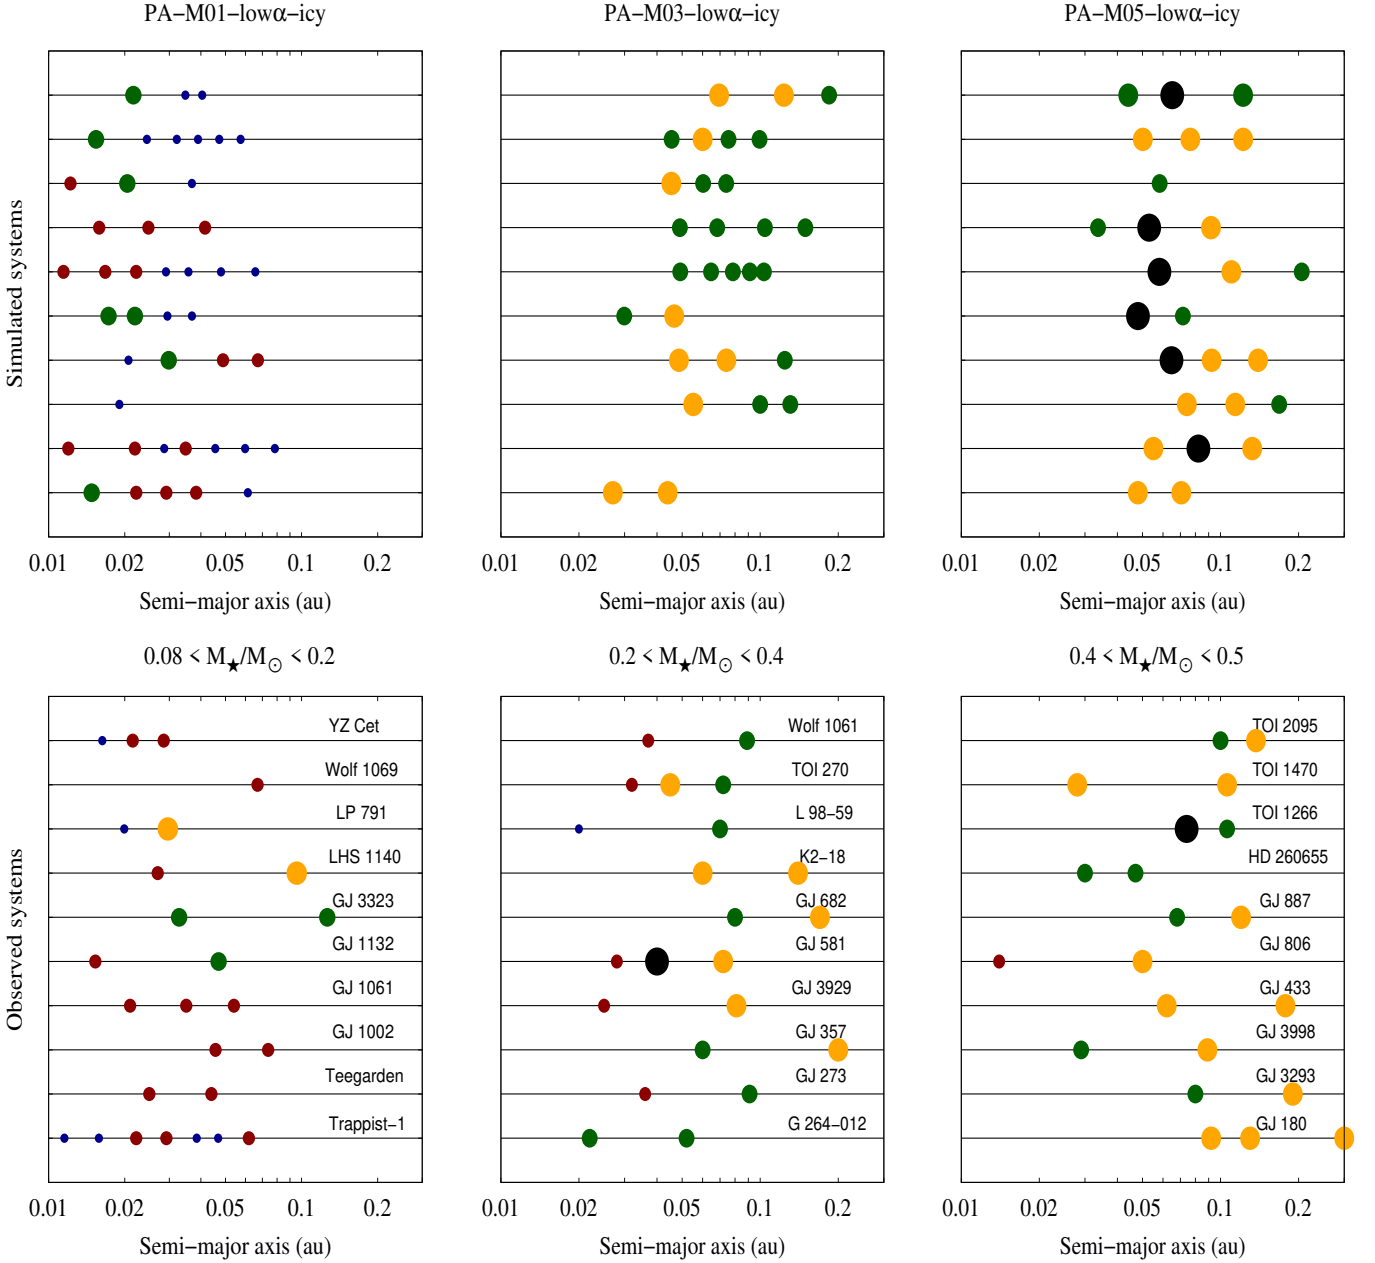 PA−M01−lowα−icy
PA−M03−lowα−icy
PA−M05−lowα−icy
Simulated systems
0.01 0.02 0.05 0.1 0.2
0.01 0.02 0.05 0.1 0.2
0.01 0.02 0.05 0.1 0.2
Semi−major axis (au)
Semi−major axis (au)
Semi−major axis (au)
0.08 < M★/M⊙ < 0.2
0.2 < M★/M⊙ < 0.4
0.4 < M★/M⊙ < 0.5
Observed systems
YZ Cet
Wolf 1069
LP 791
LHS 1140
GJ 3323
GJ 1132
GJ 1061
GJ 1002
Teegarden
Trappist−1
Wolf 1061
TOI 270
L 98−59
K2−18
GJ 682
GJ 581
GJ 3929
GJ 357
GJ 273
G 264−012
TOI 2095
TOI 1470
TOI 1266
HD 260655
GJ 887
GJ 806
GJ 433
GJ 3998
GJ 3293
GJ 180
0.01 0.02 0.05 0.1 0.2
0.01 0.02 0.05 0.1 0.2
0.01 0.02 0.05 0.1 0.2
Semi−major axis (au)
Semi−major axis (au)
Semi−major axis (au)